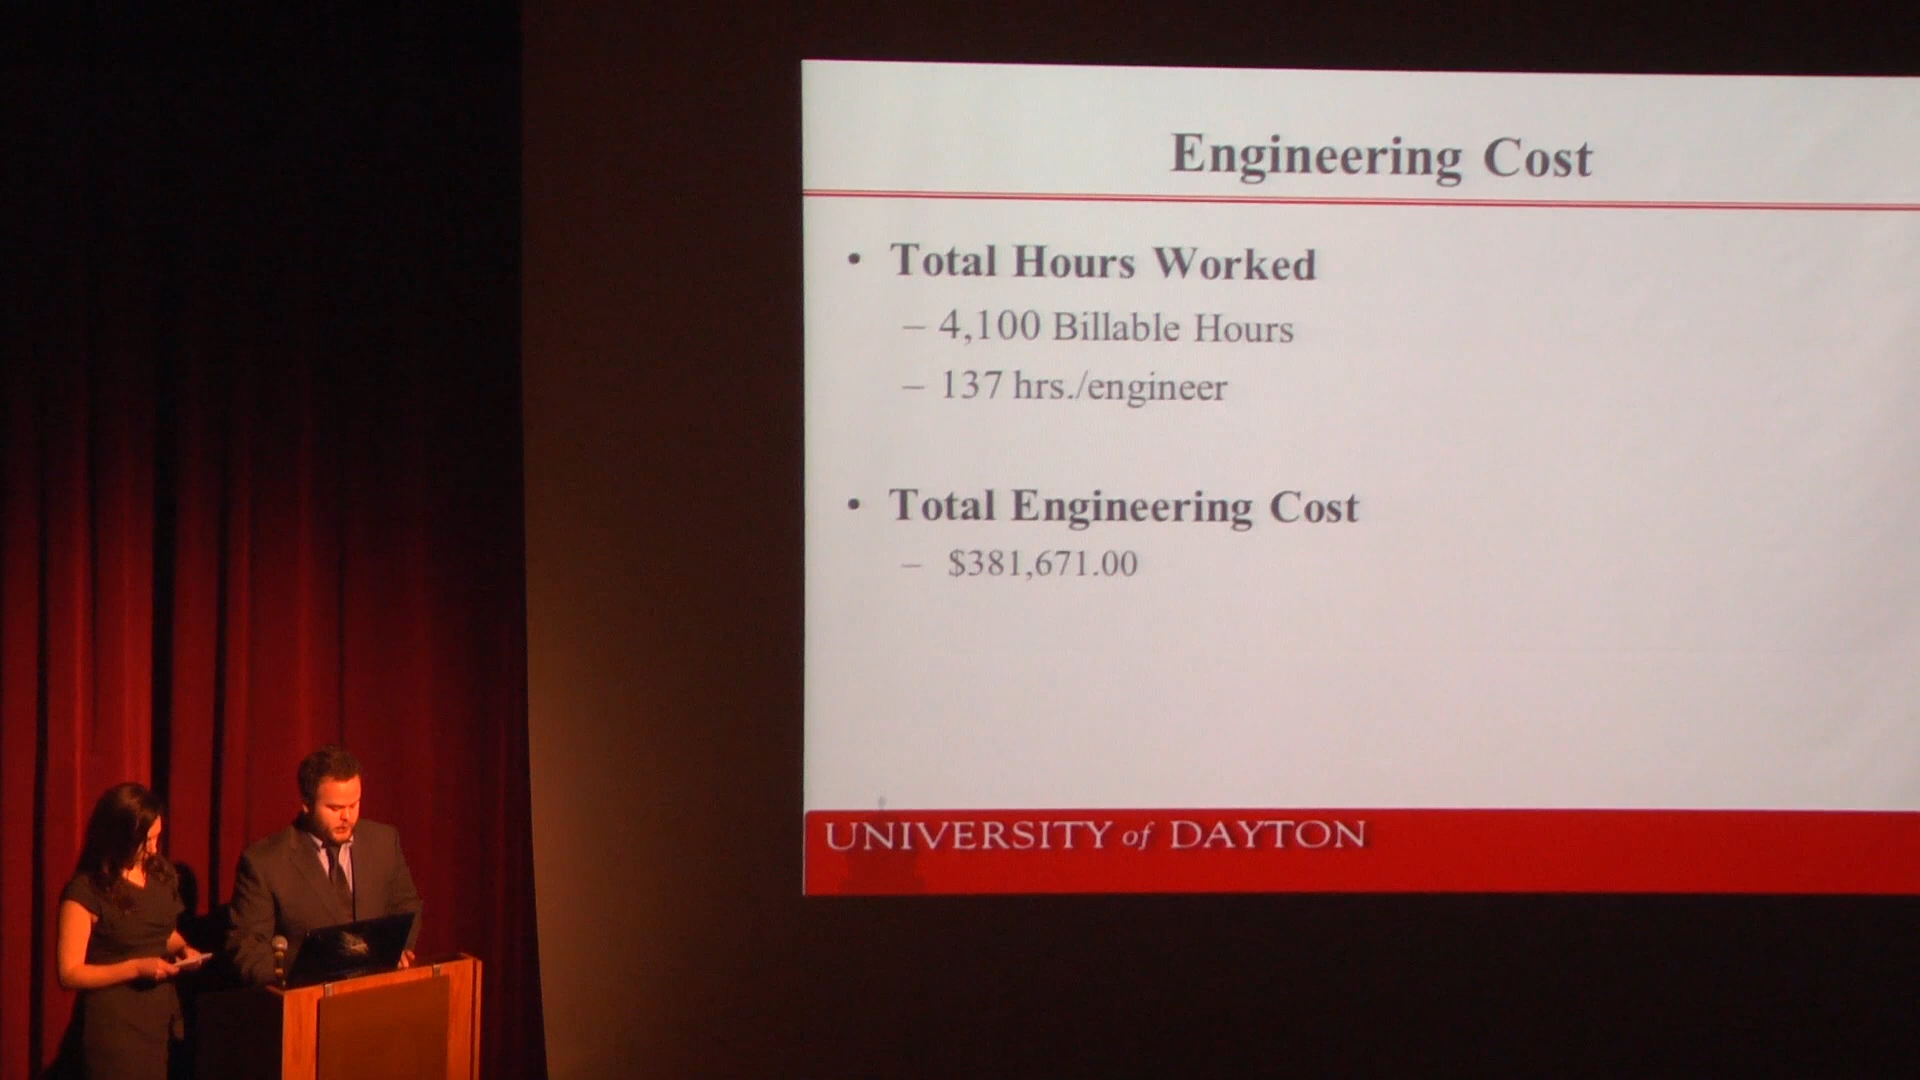 Engineering Cost
• Total Hours Worked
– 4,100 Billable Hours
– 137 hrs./engineer
• Total Engineering Cost
– $381,671.00
UNIVERSITY of DAYTON